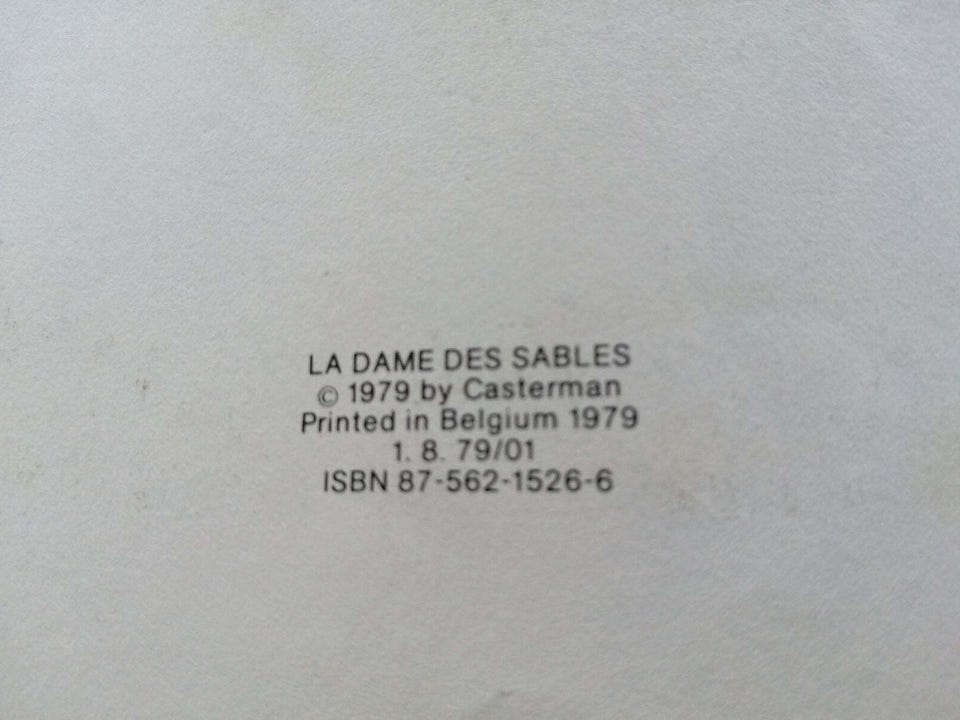 LA DAME DES SABLES
© 1979 by Casterman
Printed in Belgium 1979
1. 8. 79/01
ISBN 87-562-1526-6